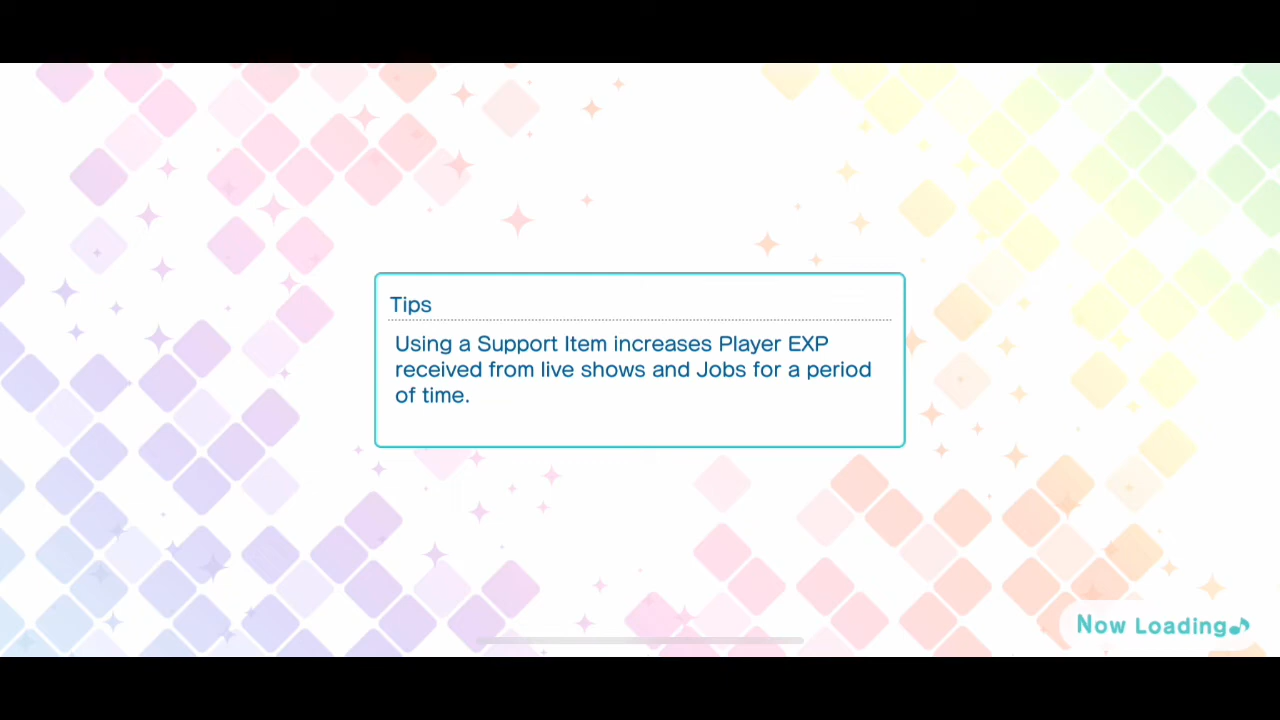 Tips
Using a Support Item increases Player EXP
received from live shows and Jobs for a period
of time.
Now Loading♪